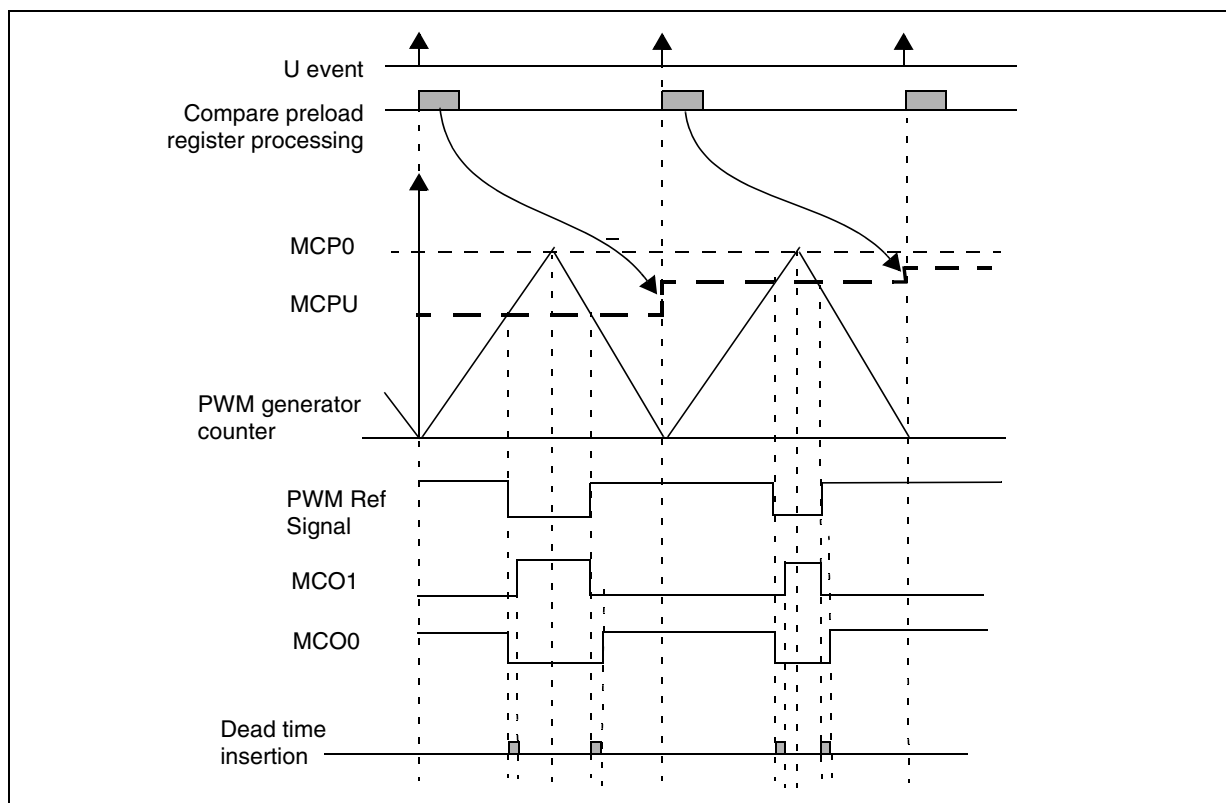 U event
Compare preload
register processing
MCP0
MCPU
PWM generator
counter
PWM Ref
Signal
MCO1
MCO0
Dead time
insertion